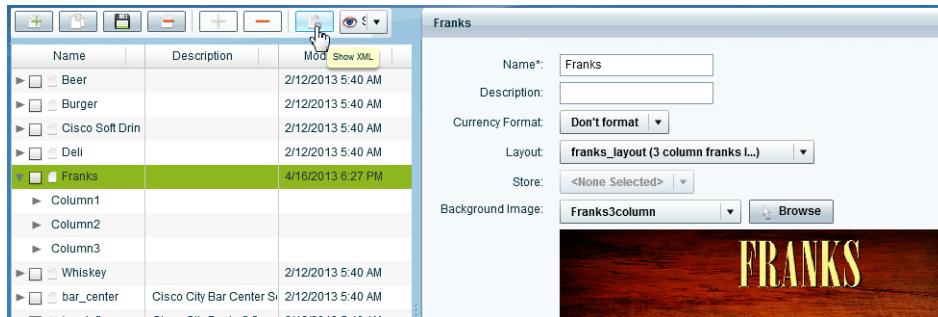 Franks
Show XML
Name Description Mod
Beer 2/12/2013 5:40 AM
Burger 2/12/2013 5:40 AM
Cisco Soft Drin 2/12/2013 5:40 AM
Deli 2/12/2013 5:40 AM
Franks 4/16/2013 6:27 PM
Column1
Column2
Column3
Whiskey 2/12/2013 5:40 AM
bar_center Cisco City Bar Center S 2/12/2013 5:40 AM
Name*: Franks
Description:
Currency Format: Don't format
Layout: franks_layout (3 column franks l...)
Store: <None Selected>
Background Image: Franks3column Browse
FRANKS